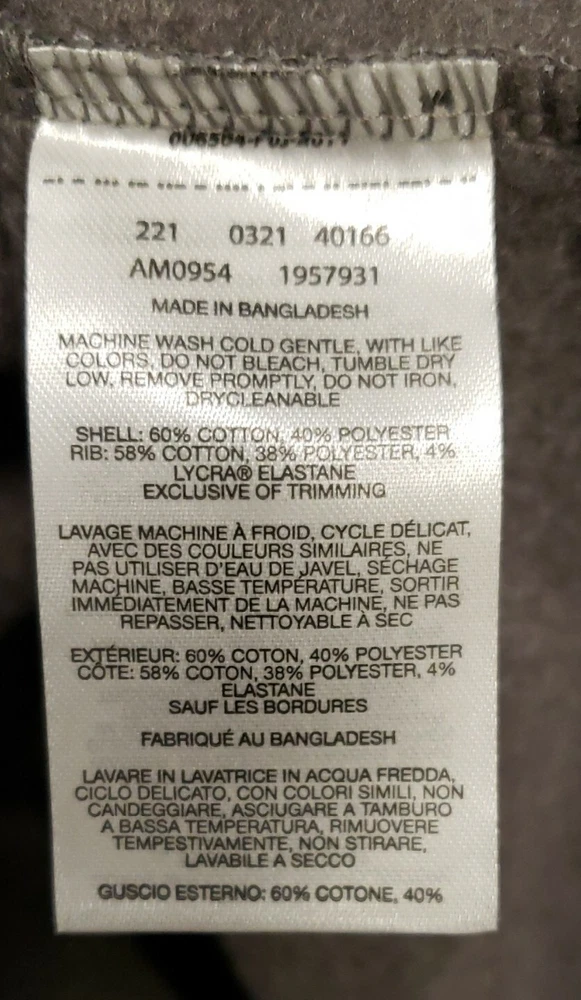 221 0321 40166
AM0954 1957931
MADE IN BANGLADESH
MACHINE WASH COLD GENTLE, WITH LIKE
COLORS, DO NOT BLEACH, TUMBLE DRY
LOW, REMOVE PROMPTLY, DO NOT IRON,
DRYCLEANABLE
SHELL: 60% COTTON, 40% POLYESTER
RIB: 58% COTTON, 38% POLYESTER, 4%
LYCRA® ELASTANE
EXCLUSIVE OF TRIMMING
LAVAGE MACHINE À FROID, CYCLE DÉLICAT,
AVEC DES COULEURS SIMILAIRES, NE
PAS UTILISER D'EAU DE JAVEL, SÉCHAGE
MACHINE, BASSE TEMPÉRATURE, SORTIR
IMMÉDIATEMENT DE LA MACHINE, NE PAS
REPASSER, NETTOYABLE À SEC
EXTÉRIEUR: 60% COTON, 40% POLYESTER
CÔTE: 58% COTON, 38% POLYESTER, 4%
ELASTANE
SAUF LES BORDURES
FABRIQUÉ AU BANGLADESH
LAVARE IN LAVATRICE IN ACQUA FREDDA,
CICLO DELICATO, CON COLORI SIMILI, NON
CANDEGGIARE, ASCIUGARE A TAMBURO
A BASSA TEMPERATURA, RIMUOVERE
TEMPESTIVAMENTE, NON STIRARE,
LAVABILE A SECCO
GUSCIO ESTERNO: 60% COTONE, 40%